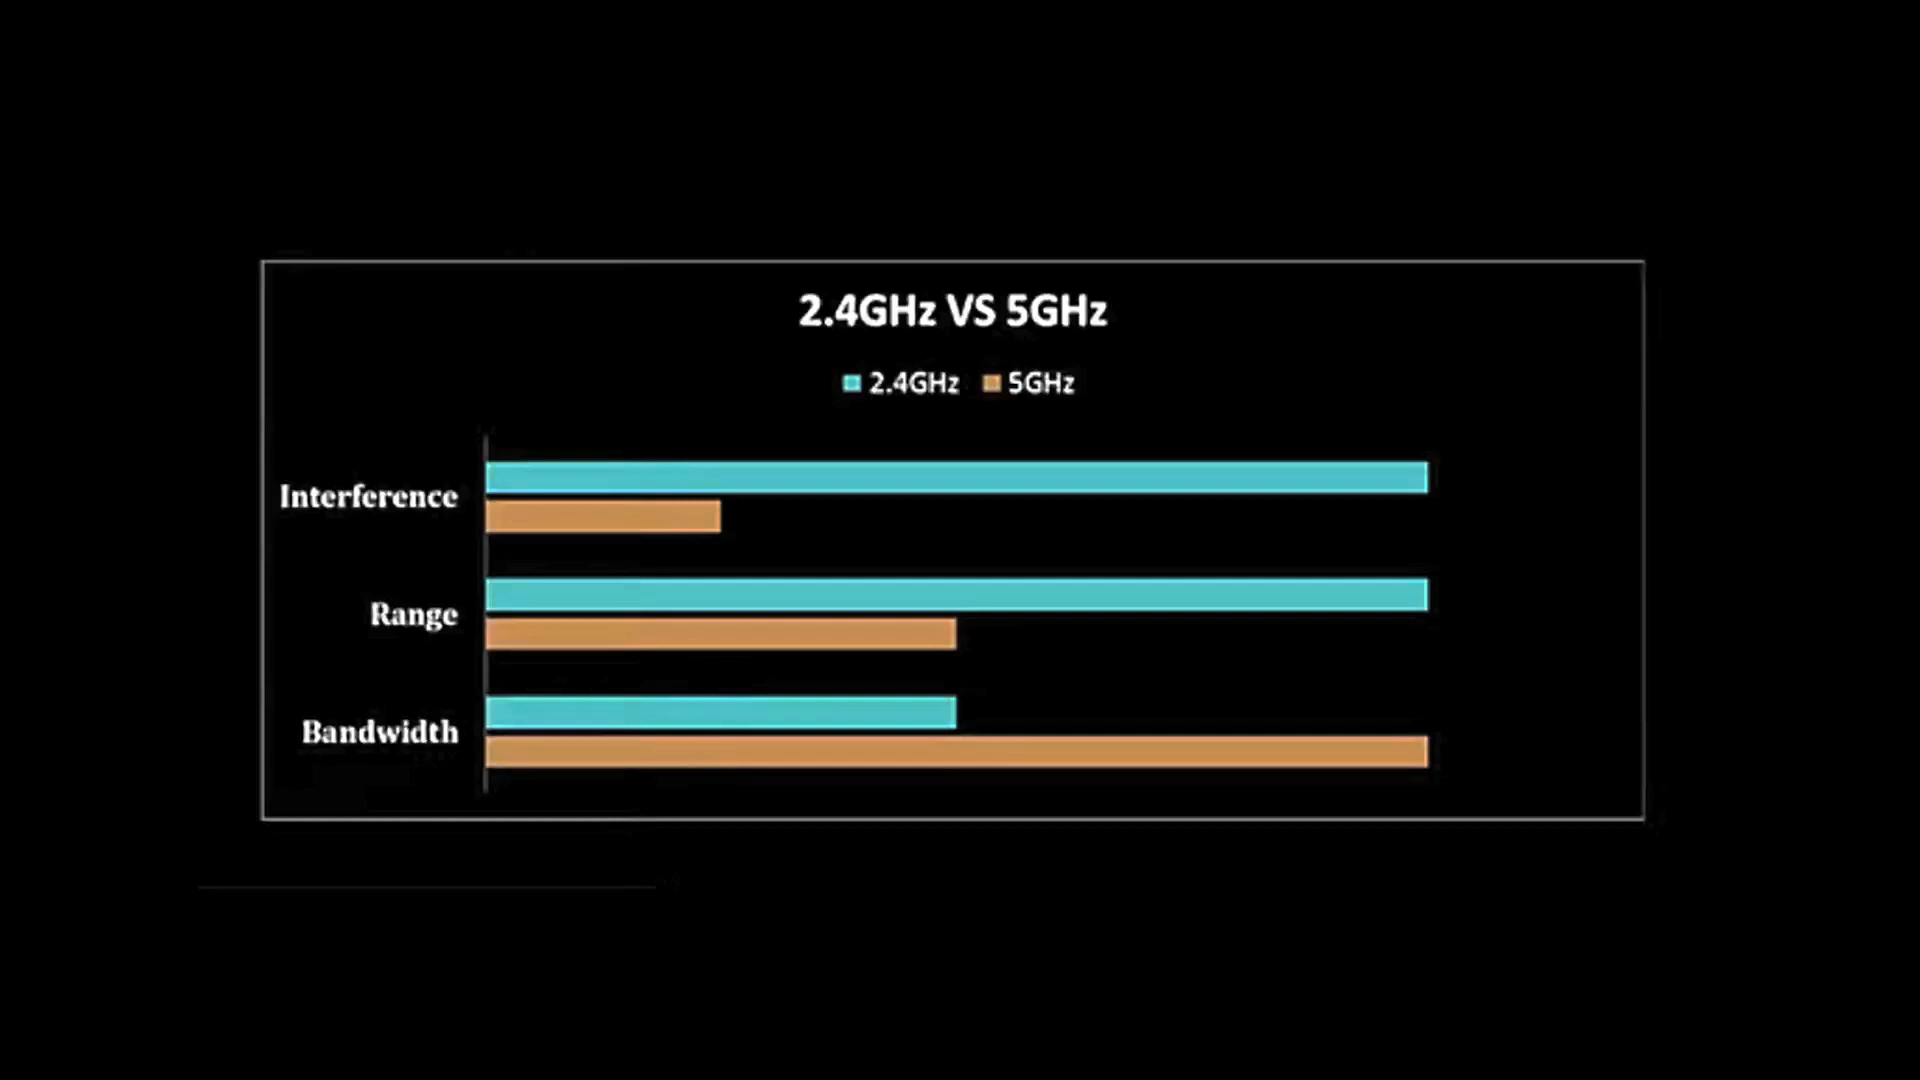 2.4GHz VS 5GHz
2.4GHz 5GHz
Interference
Range
Bandwidth